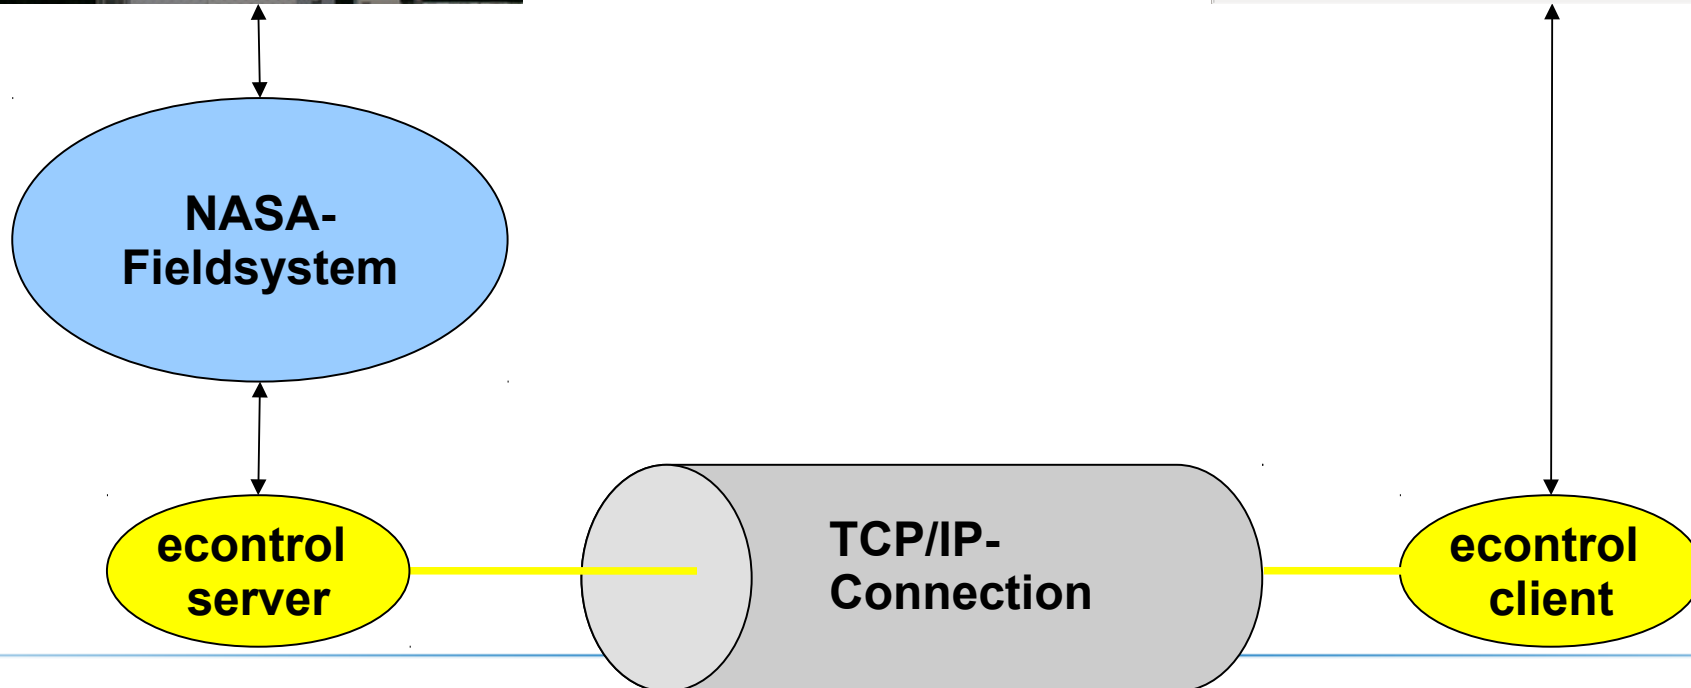 NASA-
Fieldsystem
econtrol
server
TCP/IP-
Connection
econtrol
client